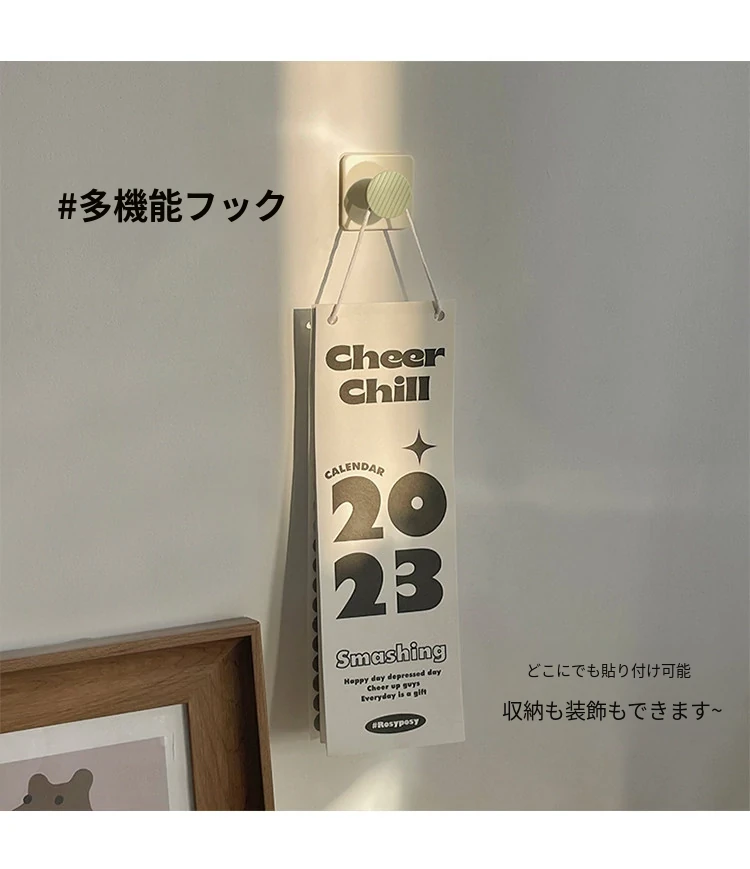 #多機能フック
Cheer
Chill
CALENDAR
20
23
Smashing
Happy day depressed day
Cheer up guys
Everyday is a gift
#Rosyposy
どこにでも貼り付け可能
収納も装飾もできます~